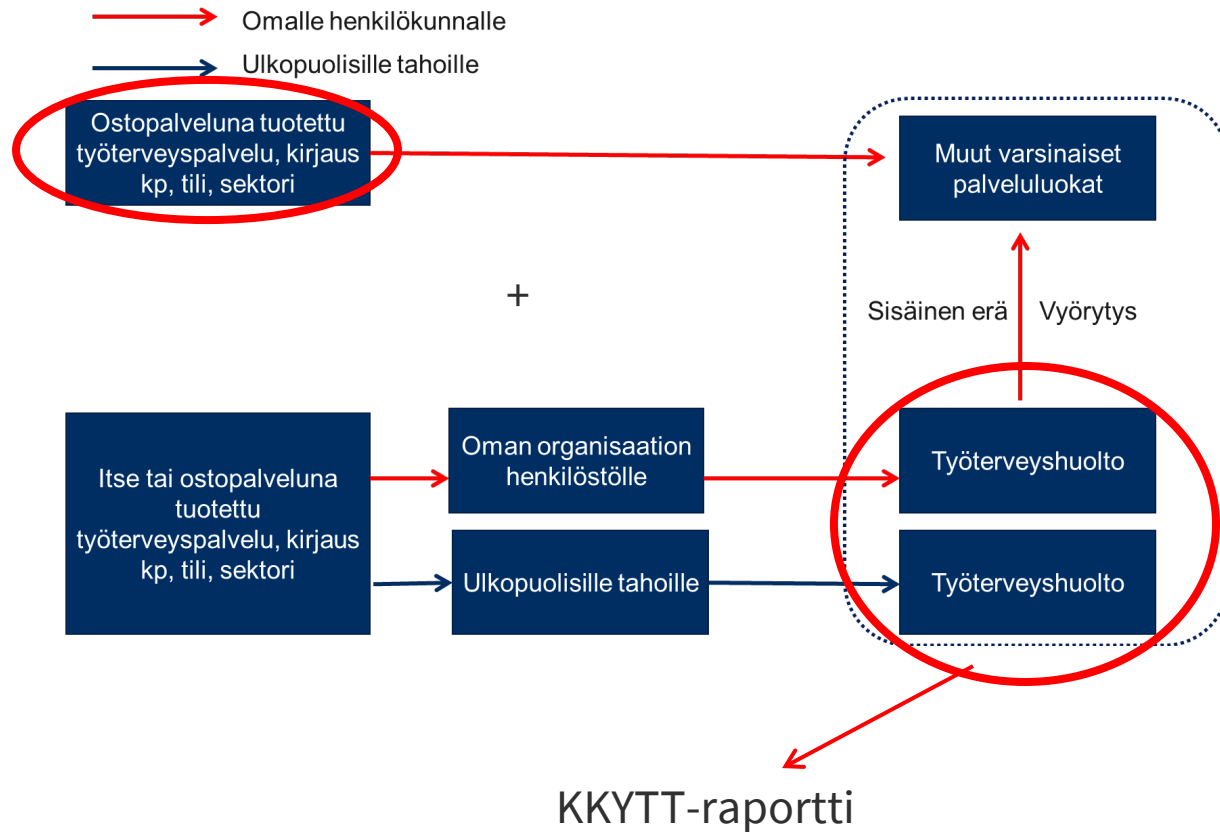 Omalle henkilökunnalle
Ulkopuolisille tahoille
Ostopalveluna tuotettu
työterveyspalvelu, kirjaus
kp, tili, sektori
Muut varsinaiset
palveluluokat
+
Sisäinen erä
Vyörytys
Itse tai ostopalveluna
tuotettu
työterveyspalvelu, kirjaus
kp, tili, sektori
Oman organisaation
henkilöstölle
Työterveyshuolto
Ulkopuolisille tahoille
Työterveyshuolto
KKYTT-raportti